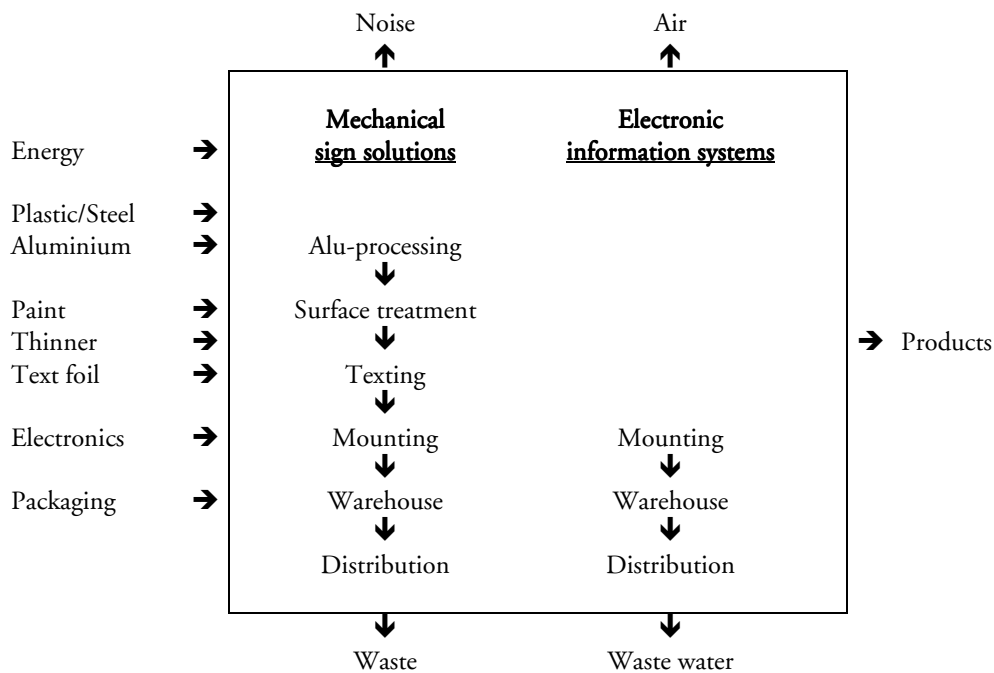 Noise Air
Mechanical Electronic
Energy sign solutions information systems
Plastic/Steel
Aluminium Alu-processing
Paint Surface treatment
Thinner Products
Text foil Texting
Electronics Mounting Mounting
Packaging Warehouse Warehouse
Distribution Distribution
Waste Waste water